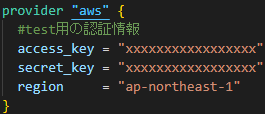 provider "aws" {
  #test用の認証情報
  access_key = "xxxxxxxxxxxxxxxxx"
  secret_key = "xxxxxxxxxxxxxxxxx"
  region     = "ap-northeast-1"
}